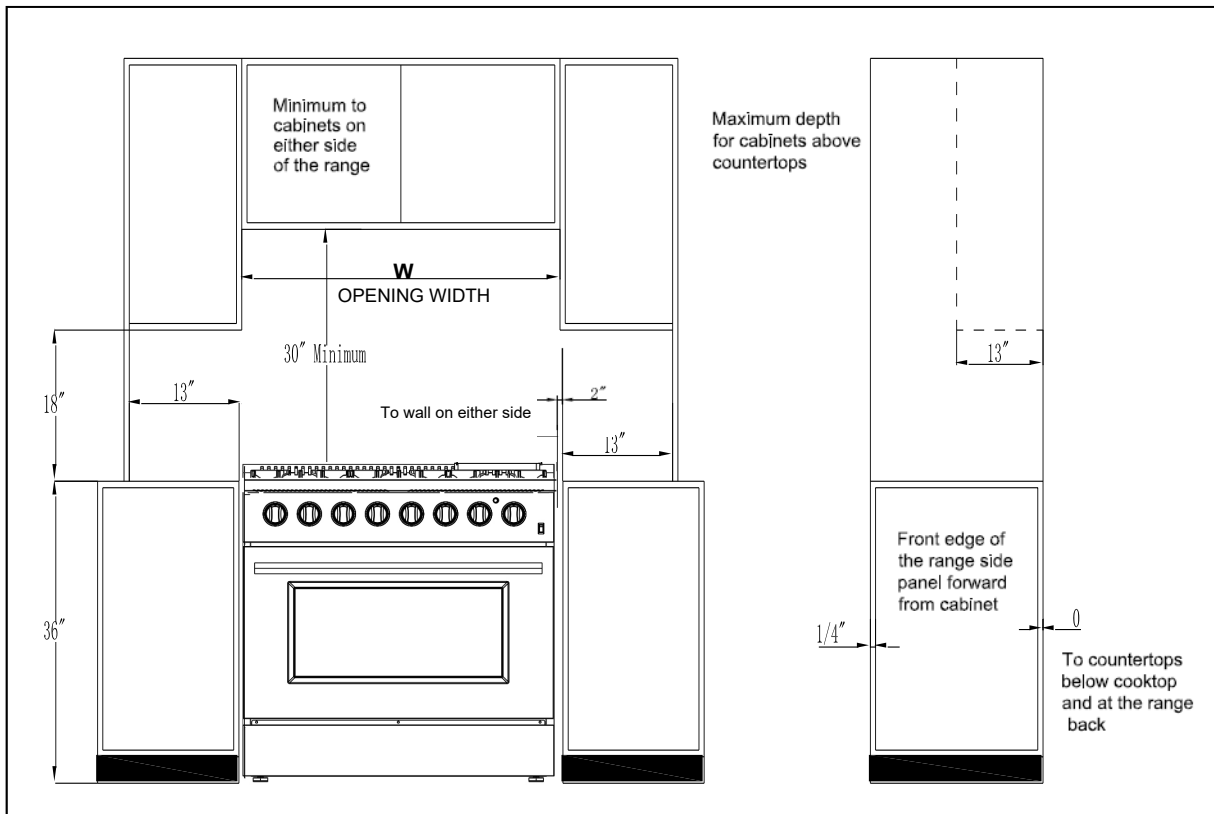 Minimum to
cabinets on
either side
of the range
Maximum depth
for cabinets above
countertops
W
OPENING WIDTH
30" Minimum
13"
18"
13"
To wall on either side
2"
13"
36"
Front edge of
the range side
panel forward
from cabinet
1/4"
0
To countertops
below cooktop
and at the range
back